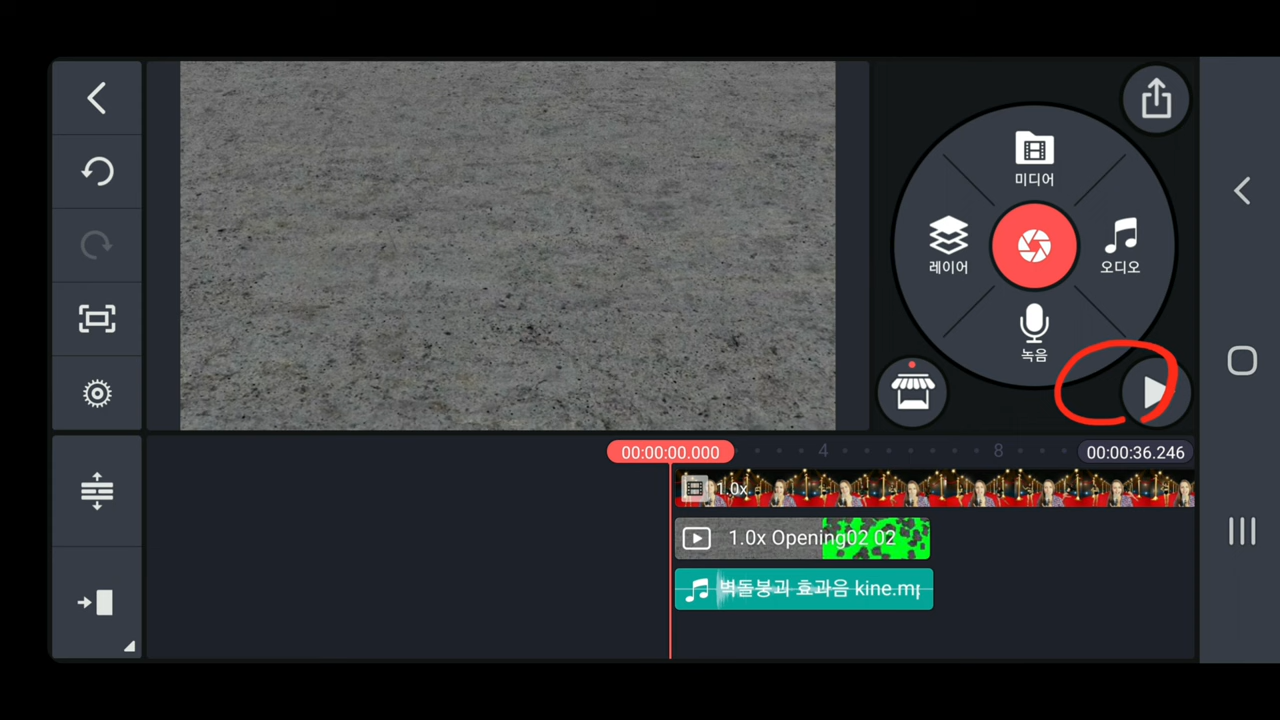 미디어
레이어
오디오
녹음
00:00:00.000
4
8
00:00:36.246
1.0x
1.0x Opening02 02
벽돌붕괴 효과음 kine.mp